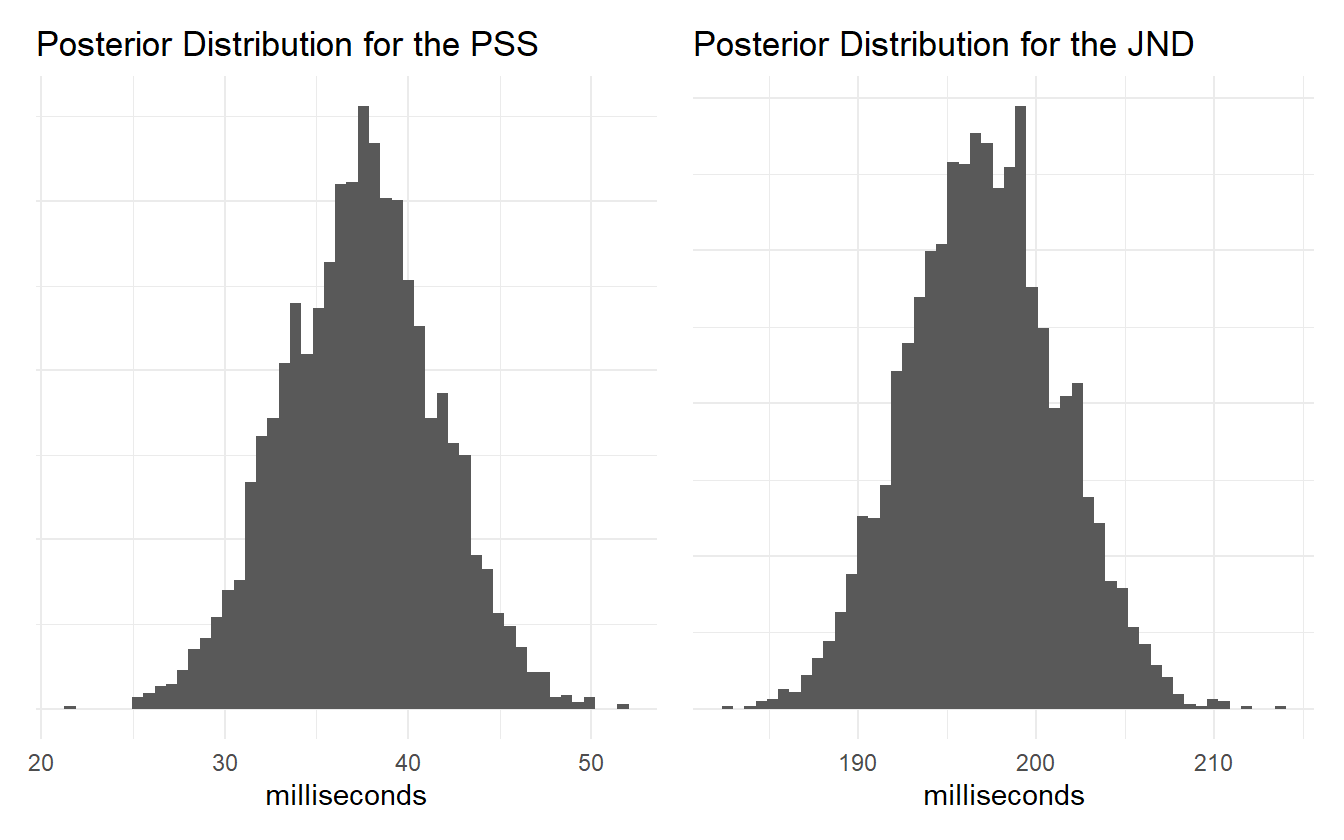 Posterior Distribution for the PSS
20 30 40 50
milliseconds
Posterior Distribution for the JND
190 200 210
milliseconds